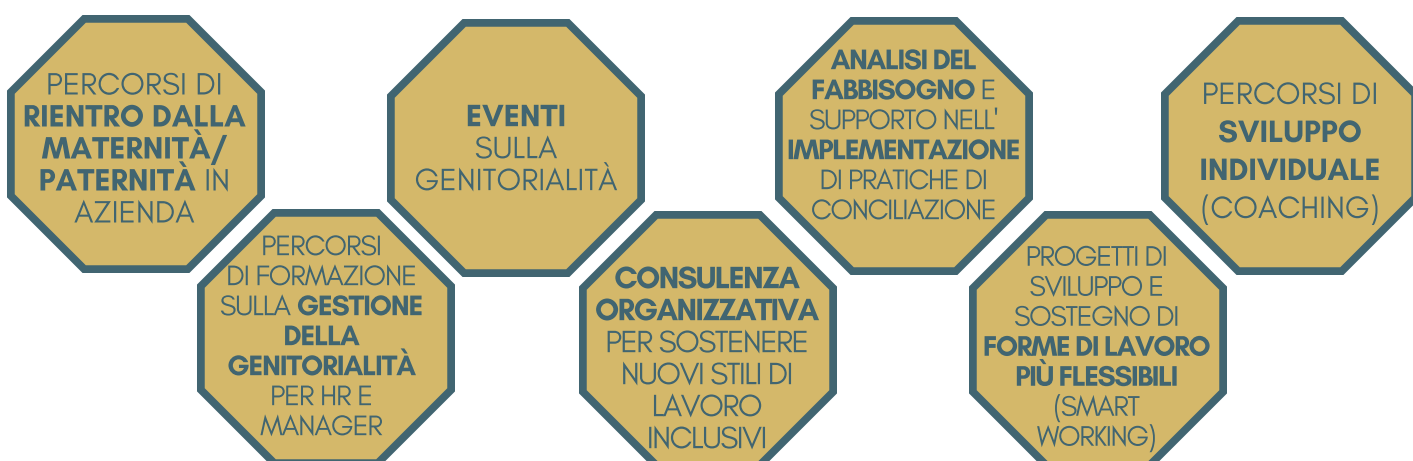 PERCORSI DI
RIENTRO DALLA
MATERNITÀ/
PATERNITÀ IN
AZIENDA
PERCORSI
DI FORMAZIONE
SULLA GESTIONE
DELLA
GENITORIALITÀ
PER HR E
MANAGER
EVENTI
SULLA
GENITORIALITÀ
CONSULENZA
ORGANIZZATIVA
PER SOSTENERE
NUOVI STILI DI
LAVORO
INCLUSIVI
ANALISI DEL
FABBISOGNO E
SUPPORTO NELL'
IMPLEMENTAZIONE
DI PRATICHE DI
CONCILIAZIONE
PROGETTI DI
SVILUPPO E
SOSTEGNO DI
FORME DI LAVORO
PIÙ FLESSIBILI
(SMART
WORKING)
PERCORSI DI
SVILUPPO
INDIVIDUALE
(COACHING)